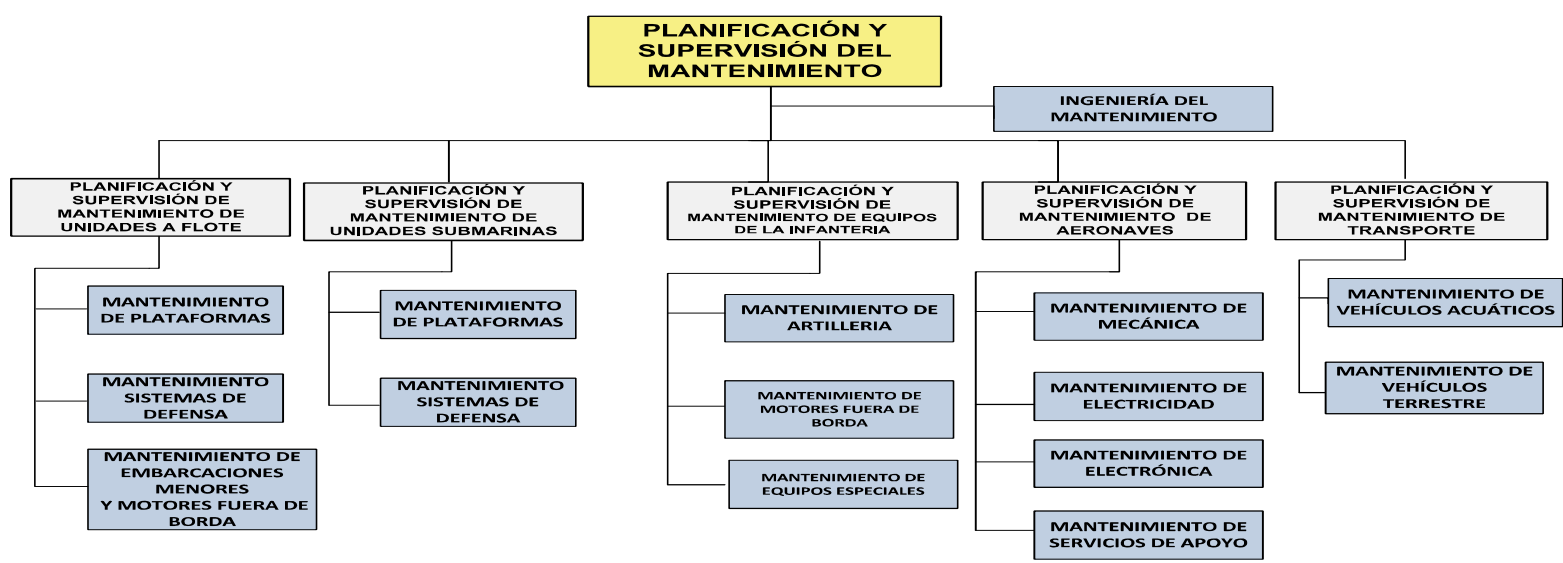 PLANIFICACIÓN Y
SUPERVISIÓN DEL
MANTENIMIENTO
INGENIERÍA DEL
MANTENIMIENTO
PLANIFICACIÓN Y
SUPERVISIÓN DE
MANTENIMIENTO DE
UNIDADES A FLOTE
MANTENIMIENTO
DE PLATAFORMAS
MANTENIMIENTO
SISTEMAS DE
DEFENSA
MANTENIMIENTO DE
EMBARCACIONES
MENORES
Y MOTORES FUERA DE
BORDA
PLANIFICACIÓN Y
SUPERVISIÓN DE
MANTENIMIENTO DE
UNIDADES SUBMARINAS
MANTENIMIENTO
DE PLATAFORMAS
MANTENIMIENTO
SISTEMAS DE
DEFENSA
PLANIFICACIÓN Y
SUPERVISIÓN DE
MANTENIMIENTO DE EQUIPOS
DE LA INFANTERIA
MANTENIMIENTO DE
ARTILLERIA
MANTENIMIENTO DE
MOTORES FUERA DE
BORDA
MANTENIMIENTO DE
EQUIPOS ESPECIALES
PLANIFICACIÓN Y
SUPERVISIÓN DE
MANTENIMIENTO DE
AERONAVES
MANTENIMIENTO DE
MECÁNICA
MANTENIMIENTO DE
ELECTRICIDAD
MANTENIMIENTO DE
ELECTRÓNICA
MANTENIMIENTO DE
SERVICIOS DE APOYO
PLANIFICACIÓN Y
SUPERVISIÓN DE
MANTENIMIENTO DE
TRANSPORTE
MANTENIMIENTO DE
VEHÍCULOS ACUÁTICOS
MANTENIMIENTO DE
VEHÍCULOS
TERRESTRE